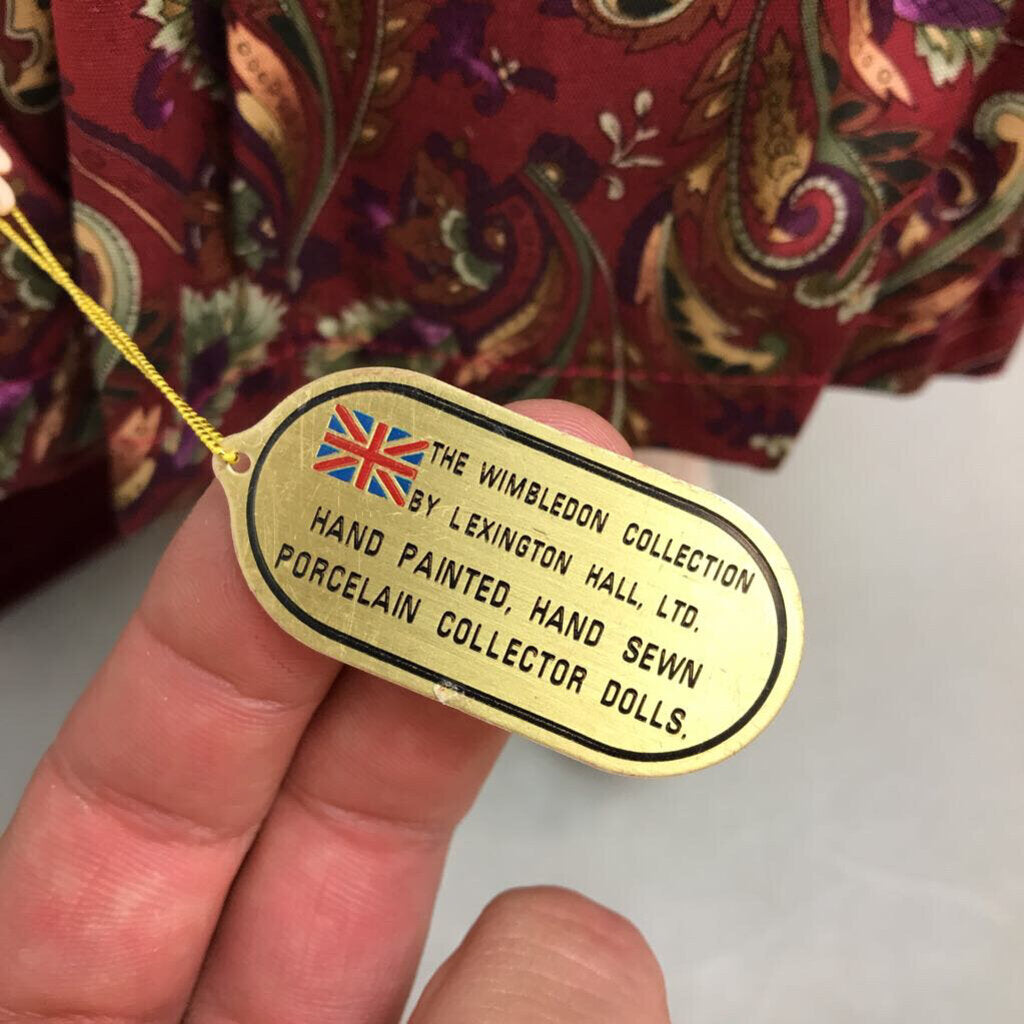 THE WIMBLEDON COLLECTION
BY LEXINGTON HALL, LTD.
HAND PAINTED, HAND SEWN
PORCELAIN COLLECTOR DOLLS.